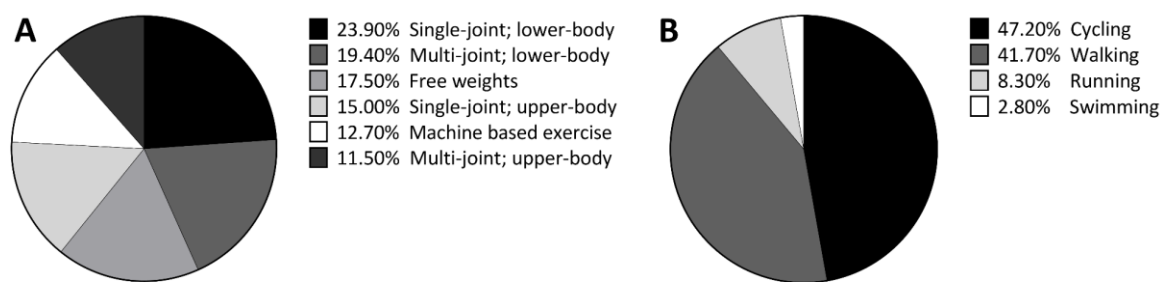 A
23.90% Single-joint; lower-body
19.40% Multi-joint; lower-body
17.50% Free weights
15.00% Single-joint; upper-body
12.70% Machine based exercise
11.50% Multi-joint; upper-body
B
47.20% Cycling
41.70% Walking
8.30% Running
2.80% Swimming